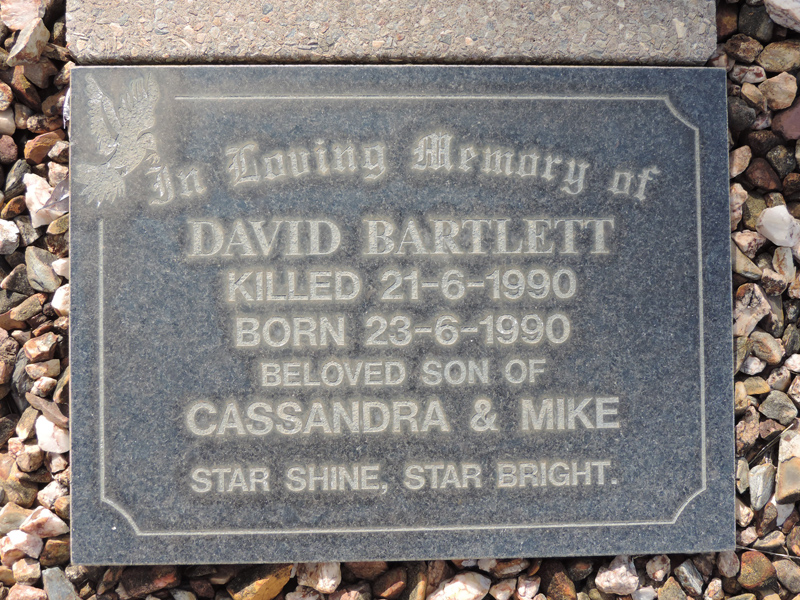 In Loving Memory of
DAVID BARTLETT
KILLED 21-6-1990
BORN 23-6-1990
BELOVED SON OF
CASSANDRA & MIKE
STAR SHINE, STAR BRIGHT.